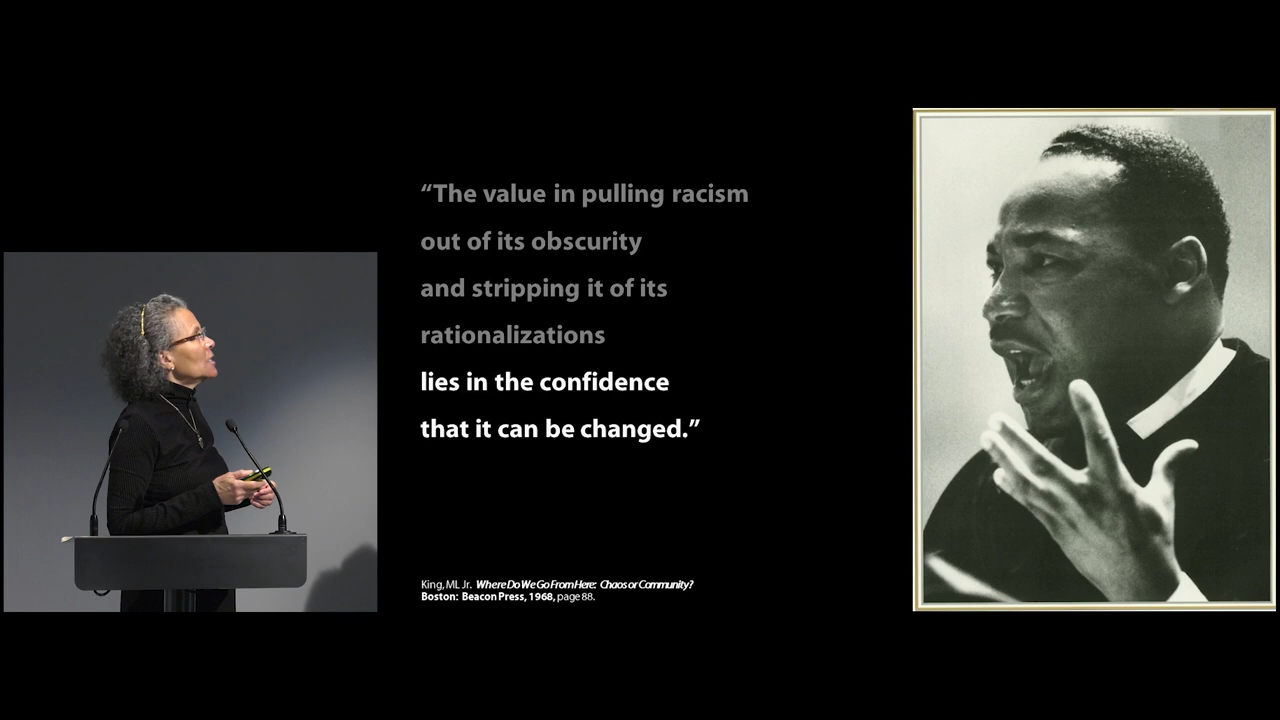 “The value in pulling racism
out of its obscurity
and stripping it of its
rationalizations
lies in the confidence
that it can be changed.”
King, ML Jr. Where Do We Go From Here: Chaos or Community?
Boston: Beacon Press, 1968, page 88.